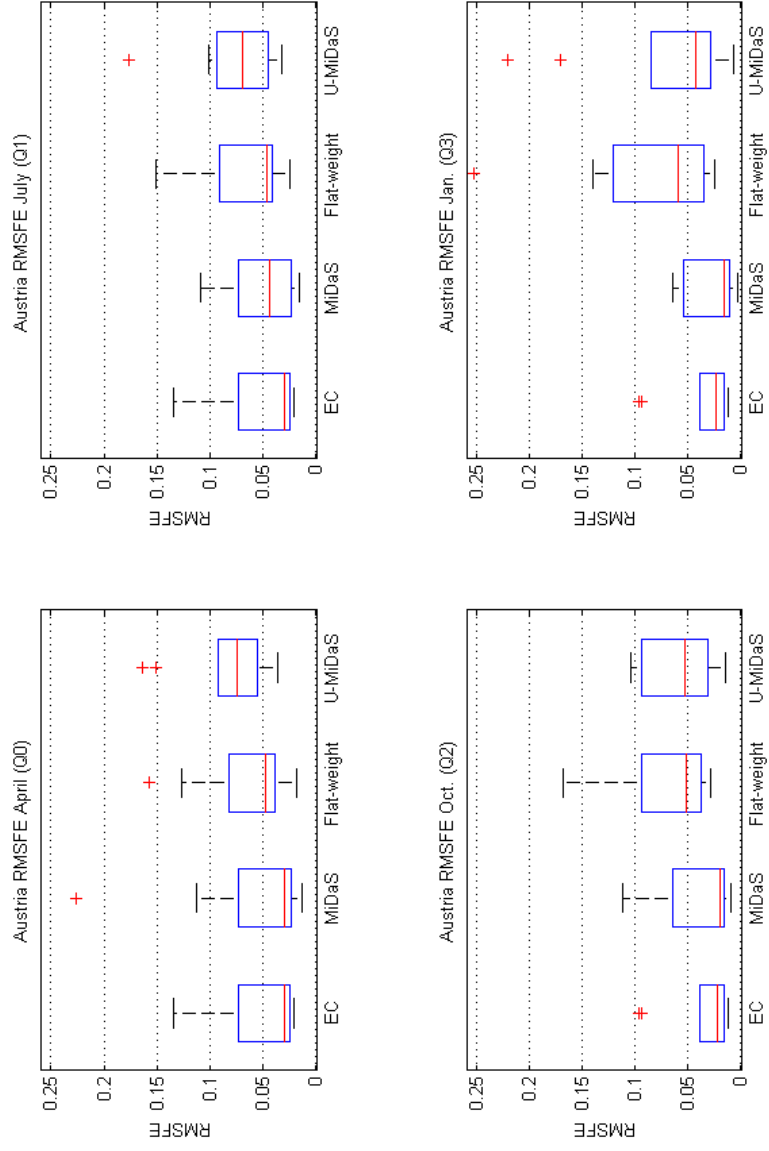 Austria RMSFE April (Q0)
0.25
0.2
0.15
0.1
0.05
0
RMSFE
EC MiDaS Flat-weight U-MiDaS
Austria RMSFE July (Q1)
0.25
0.2
0.15
0.1
0.05
0
RMSFE
EC MiDaS Flat-weight U-MiDaS
Austria RMSFE Oct. (Q2)
0.25
0.2
0.15
0.1
0.05
0
RMSFE
EC MiDaS Flat-weight U-MiDaS
Austria RMSFE Jan. (Q3)
0.25
0.2
0.15
0.1
0.05
0
RMSFE
EC MiDaS Flat-weight U-MiDaS